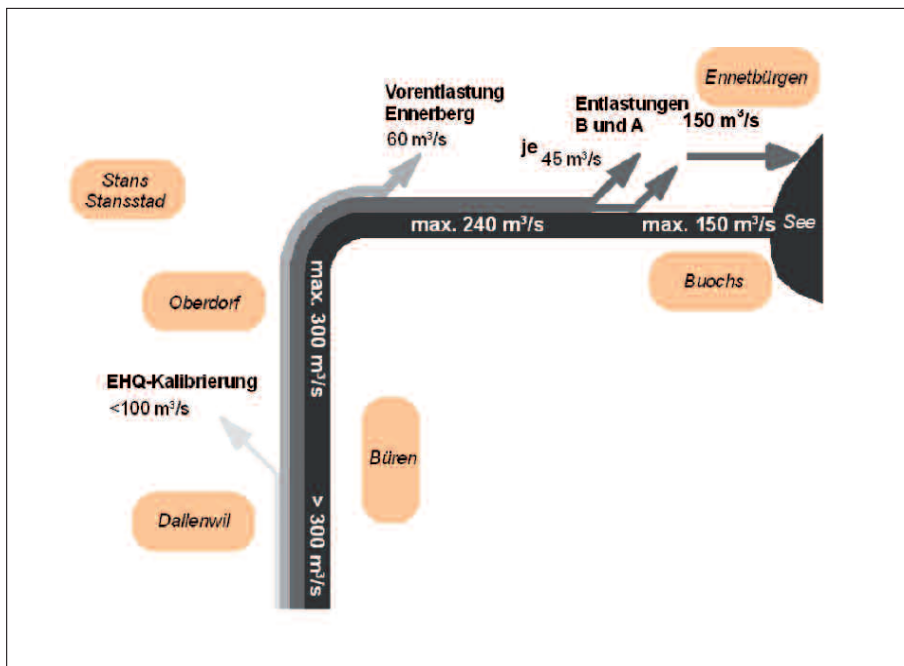 Ennetbürgen
Vorentlastung
Ennerberg
60 m³/s
Entlastungen
B und A
150 m³/s
je 45 m³/s
Stans
Stansstad
max. 240 m³/s
max. 150 m³/s
See
Oberdorf
max. 300 m³/s
Buochs
EHQ-Kalibrierung
<100 m³/s
Büren
Dallenwil
> 300 m³/s